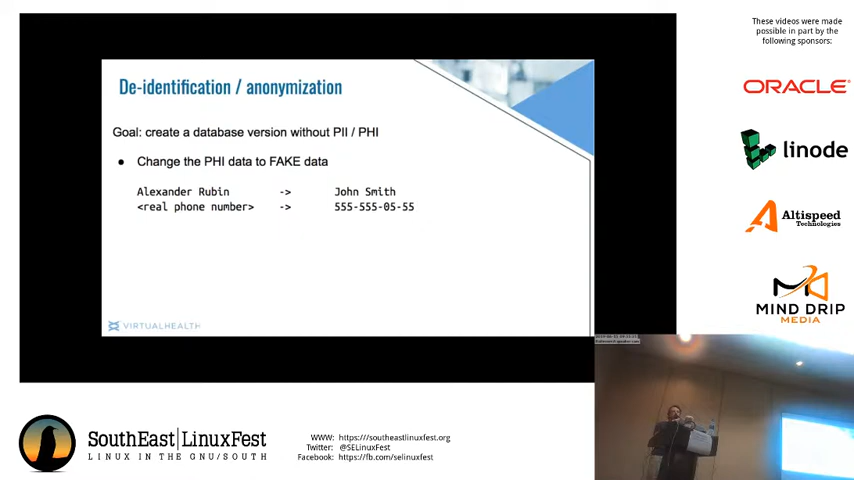 These videos were made
possible in part by the
following sponsors:
ORACLE
linode
Altispeed
Technologies
MIND DRIP
MEDIA
De-identification / anonymization
Goal: create a database version without PII / PHI
● Change the PHI data to FAKE data
Alexander Rubin -> John Smith
<real phone number> -> 555-555-05-55
VIRTUALHEALTH
SouthEast|LinuxFest
LINUX IN THE GNU/SOUTH
WWW: https:///southeastlinuxfest.org
Twitter: @SELinuxFest
Facebook: https://fb.com/selinuxfest